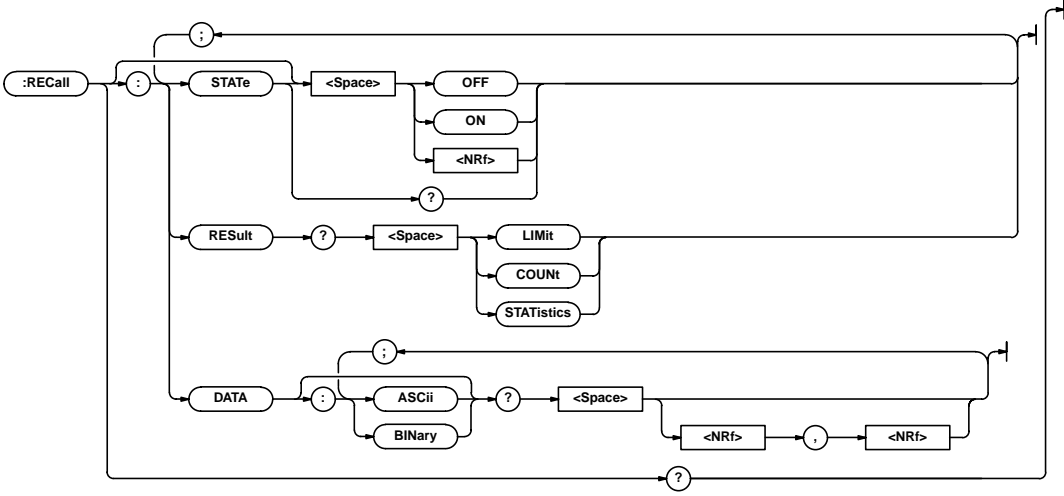 ;
:RECall : STATe <Space> OFF
ON
<NRf>
?
RESult ? <Space> LIMit
COUNt
STATistics
;
DATA : ASCii ? <Space>
BINary <NRf> , <NRf>
?